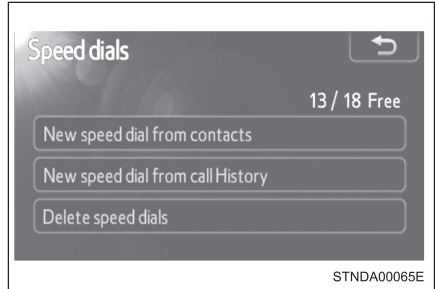 Speed dials
13 / 18 Free
New speed dial from contacts
New speed dial from call History
Delete speed dials
STNDA00065E